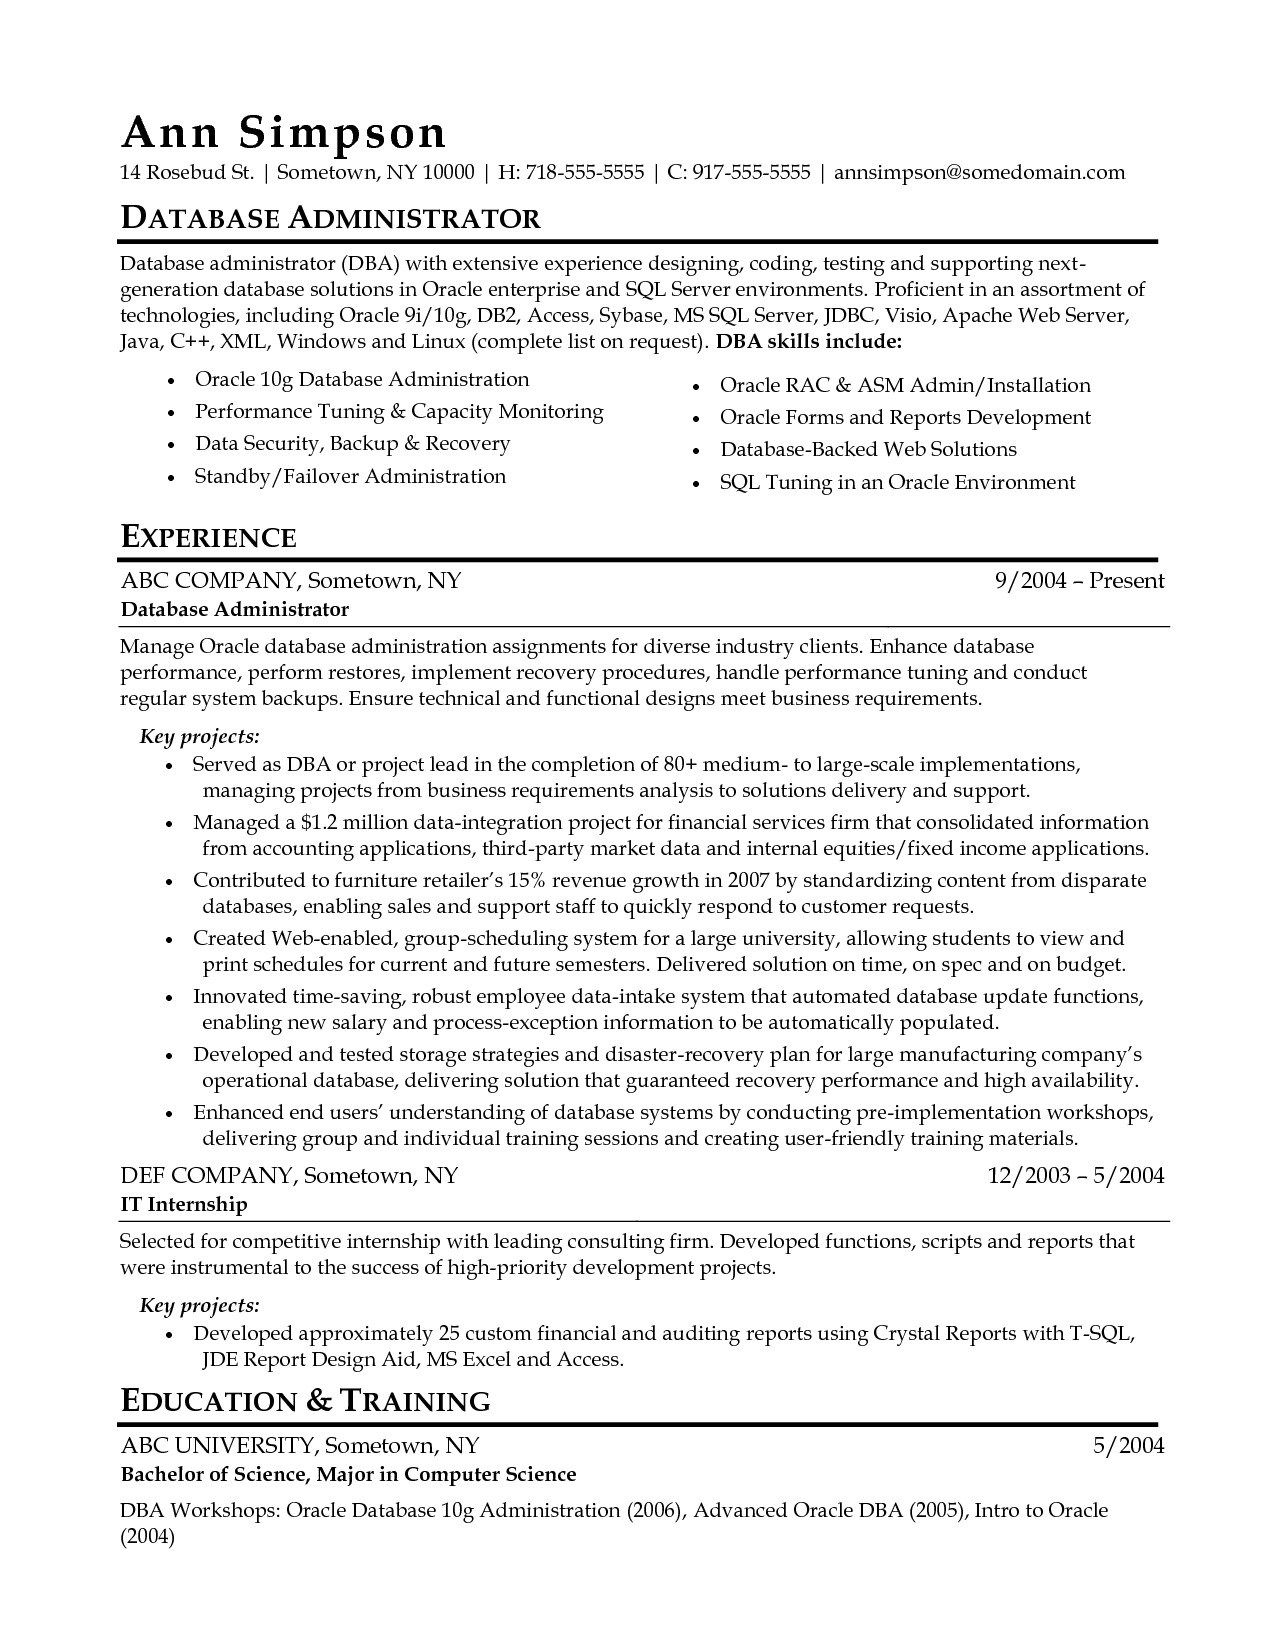 Ann Simpson
14 Rosebud St. | Sometown, NY 10000 | H: 718-555-5555 | C: 917-555-5555 | annsimpson@somedomain.com
DATABASE ADMINISTRATOR
Database administrator (DBA) with extensive experience designing, coding, testing and supporting next-
generation database solutions in Oracle enterprise and SQL Server environments. Proficient in an assortment of
technologies, including Oracle 9i/10g, DB2, Access, Sybase, MS SQL Server, JDBC, Visio, Apache Web Server,
Java, C++, XML, Windows and Linux (complete list on request). DBA skills include:
• Oracle 10g Database Administration
• Performance Tuning & Capacity Monitoring
• Data Security, Backup & Recovery
• Standby/Failover Administration
• Oracle RAC & ASM Admin/Installation
• Oracle Forms and Reports Development
• Database-Backed Web Solutions
• SQL Tuning in an Oracle Environment
EXPERIENCE
ABC COMPANY, Sometown, NY 9/2004 – Present
Database Administrator
Manage Oracle database administration assignments for diverse industry clients. Enhance database
performance, perform restores, implement recovery procedures, handle performance tuning and conduct
regular system backups. Ensure technical and functional designs meet business requirements.
Key projects:
• Served as DBA or project lead in the completion of 80+ medium- to large-scale implementations,
managing projects from business requirements analysis to solutions delivery and support.
• Managed a $1.2 million data-integration project for financial services firm that consolidated information
from accounting applications, third-party market data and internal equities/fixed income applications.
• Contributed to furniture retailer’s 15% revenue growth in 2007 by standardizing content from disparate
databases, enabling sales and support staff to quickly respond to customer requests.
• Created Web-enabled, group-scheduling system for a large university, allowing students to view and
print schedules for current and future semesters. Delivered solution on time, on spec and on budget.
• Innovated time-saving, robust employee data-intake system that automated database update functions,
enabling new salary and process-exception information to be automatically populated.
• Developed and tested storage strategies and disaster-recovery plan for large manufacturing company’s
operational database, delivering solution that guaranteed recovery performance and high availability.
• Enhanced end users’ understanding of database systems by conducting pre-implementation workshops,
delivering group and individual training sessions and creating user-friendly training materials.
DEF COMPANY, Sometown, NY 12/2003 – 5/2004
IT Internship
Selected for competitive internship with leading consulting firm. Developed functions, scripts and reports that
were instrumental to the success of high-priority development projects.
Key projects:
• Developed approximately 25 custom financial and auditing reports using Crystal Reports with T-SQL,
JDE Report Design Aid, MS Excel and Access.
EDUCATION & TRAINING
ABC UNIVERSITY, Sometown, NY 5/2004
Bachelor of Science, Major in Computer Science
DBA Workshops: Oracle Database 10g Administration (2006), Advanced Oracle DBA (2005), Intro to Oracle
(2004)